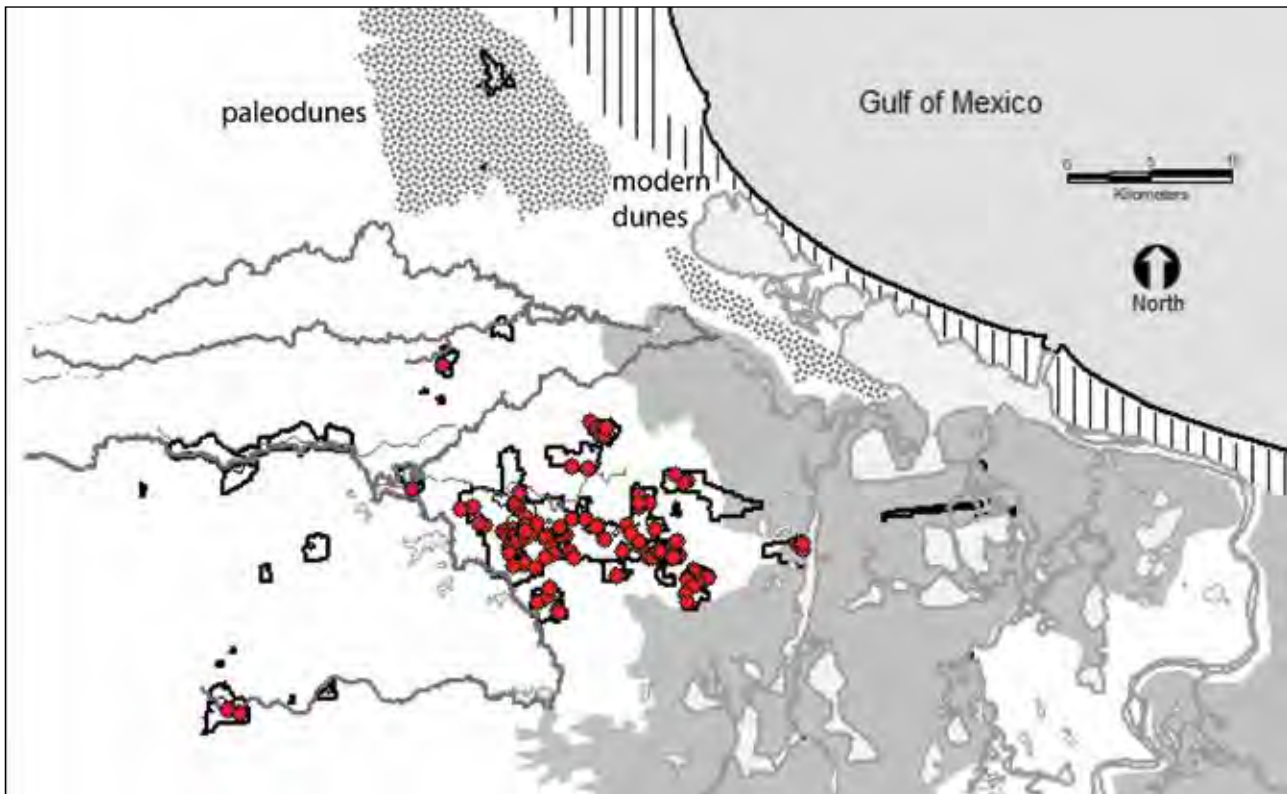 paleodunes
Gulf of Mexico
0 5 10
Kilometers
modern
dunes
North